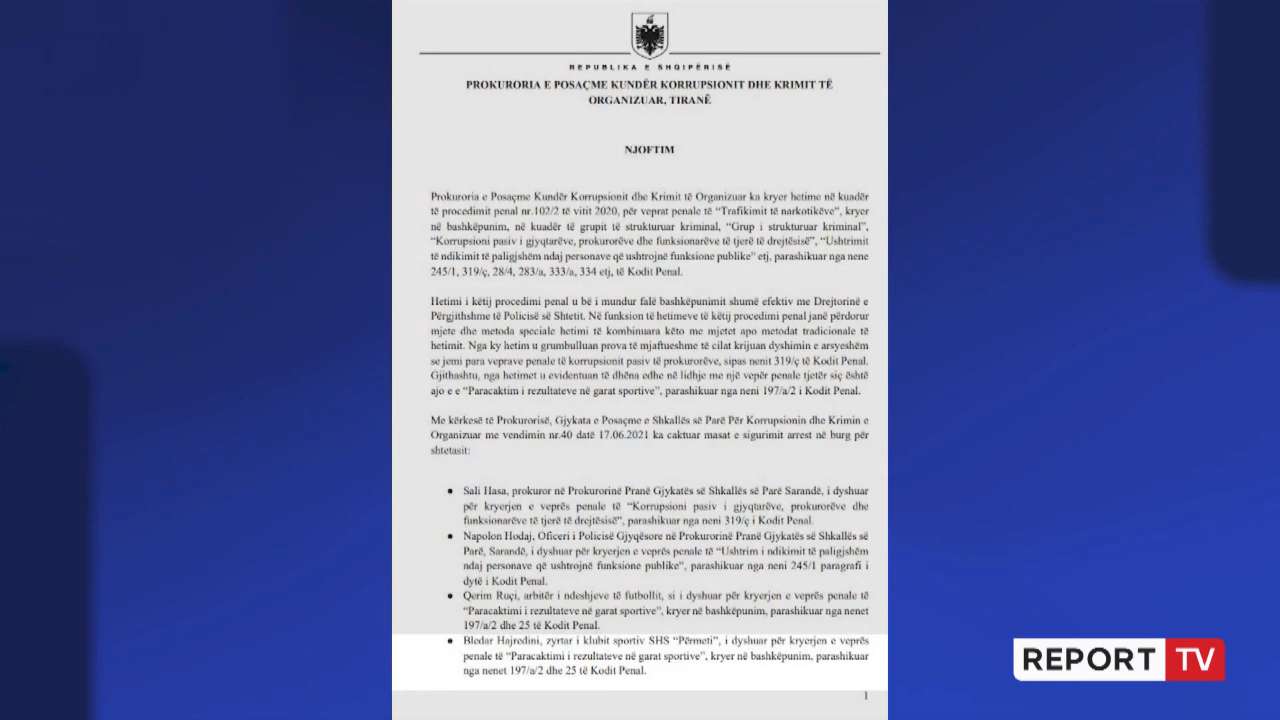 REPUBLIKA E SHQIPËRISË
PROKURORIA E POSAÇME KUNDËR KORRUPSIONIT DHE KRIMIT TË
ORGANIZUAR, TIRANË
NJOFTIM
Prokuroria e Posaçme Kundër Korrupsionit dhe Krimit të Organizuar ka kryer hetime në kuadër
të procedimit penal nr.102/2 të vitit 2020, për veprat penale të “Trafikimit të narkotikëve”, kryer
në bashkëpunim, në kuadër të grupit të strukturuar kriminal, “Grup i strukturuar kriminal”,
“Korrupsioni pasiv i gjyqtarëve, prokurorëve dhe funksionarëve të tjerë të drejtësisë”, “Ushtrimit
të ndikimit të paligjshëm ndaj personave që ushtrojnë funksione publike” etj, parashikuar nga nene
245/1, 319/ç, 28/4, 283/a, 333/a, 334 etj, të Kodit Penal.
Hetimi i këtij procedimi penal u bë i mundur falë bashkëpunimit shumë efektiv me Drejtorinë e
Përgjithshme të Policisë së Shtetit. Në funksion të hetimeve të këtij procedimi penal janë përdorur
mjete dhe metoda speciale hetimi të kombinuara këto me mjetet apo metodat tradicionale të
hetimit. Nga ky hetim u grumbulluan prova të mjaftueshme të cilat krijuan dyshimin e arsyeshëm
se jemi para veprave penale të korrupsionit pasiv të prokurorëve, sipas nenit 319/ç të Kodit Penal.
Gjithashtu, nga hetimet u evidentuan të dhëna edhe në lidhje me një vepër penale tjetër siç është
ajo e e “Paracaktim i rezultateve në garat sportive”, parashikuar nga neni 197/a/2 i Kodit Penal.
Me kërkesë të Prokurorisë, Gjykata e Posaçme e Shkallës së Parë Për Korrupsionin dhe Krimin e
Organizuar me vendimin nr.40 datë 17.06.2021 ka caktuar masat e sigurimit arrest në burg për
shtetasit:
● Sali Hasa, prokuror në Prokurorinë Pranë Gjykatës së Shkallës së Parë Sarandë, i dyshuar
për kryerjen e veprës penale të “Korrupsioni pasiv i gjyqtarëve, prokurorëve dhe
funksionarëve të tjerë të drejtësisë”, parashikuar nga neni 319/ç i Kodit Penal.
● Napolon Hodaj, Oficeri i Policisë Gjyqësore në Prokurorinë Pranë Gjykatës së Shkallës së
Parë, Sarandë, i dyshuar për kryerjen e veprës penale të “Ushtrim i ndikimit të paligjshëm
ndaj personave që ushtrojnë funksione publike”, parashikuar nga neni 245/1 paragrafi i
dytë i Kodit Penal.
● Qerim Ruçi, arbitër i ndeshjeve të futbollit, si i dyshuar për kryerjen e veprës penale të
“Paracaktimi i rezultateve në garat sportive”, kryer në bashkëpunim, parashikuar nga nenet
197/a/2 dhe 25 të Kodit Penal.
● Bledar Hajredini, zyrtar i klubit sportiv SHS “Përmeti”, i dyshuar për kryerjen e veprës
penale të “Paracaktimi i rezultateve në garat sportive”, kryer në bashkëpunim, parashikuar
nga nenet 197/a/2 dhe 25 të Kodit Penal.
1
REPORT TV